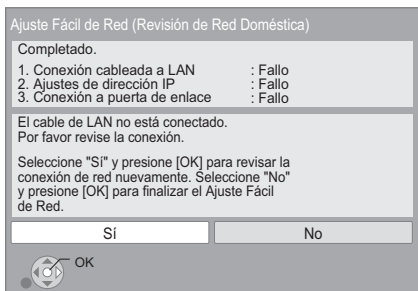 Ajuste Fácil de Red (Revisión de Red Doméstica)
Completado.
1. Conexión cableada a LAN : Fallo
2. Ajustes de dirección IP : Fallo
3. Conexión a puerta de enlace : Fallo
El cable de LAN no está conectado.
Por favor revise la conexión.
Seleccione "Sí" y presione [OK] para revisar la
conexión de red nuevamente. Seleccione "No"
y presione [OK] para finalizar el Ajuste Fácil
de Red.
Sí No
OK